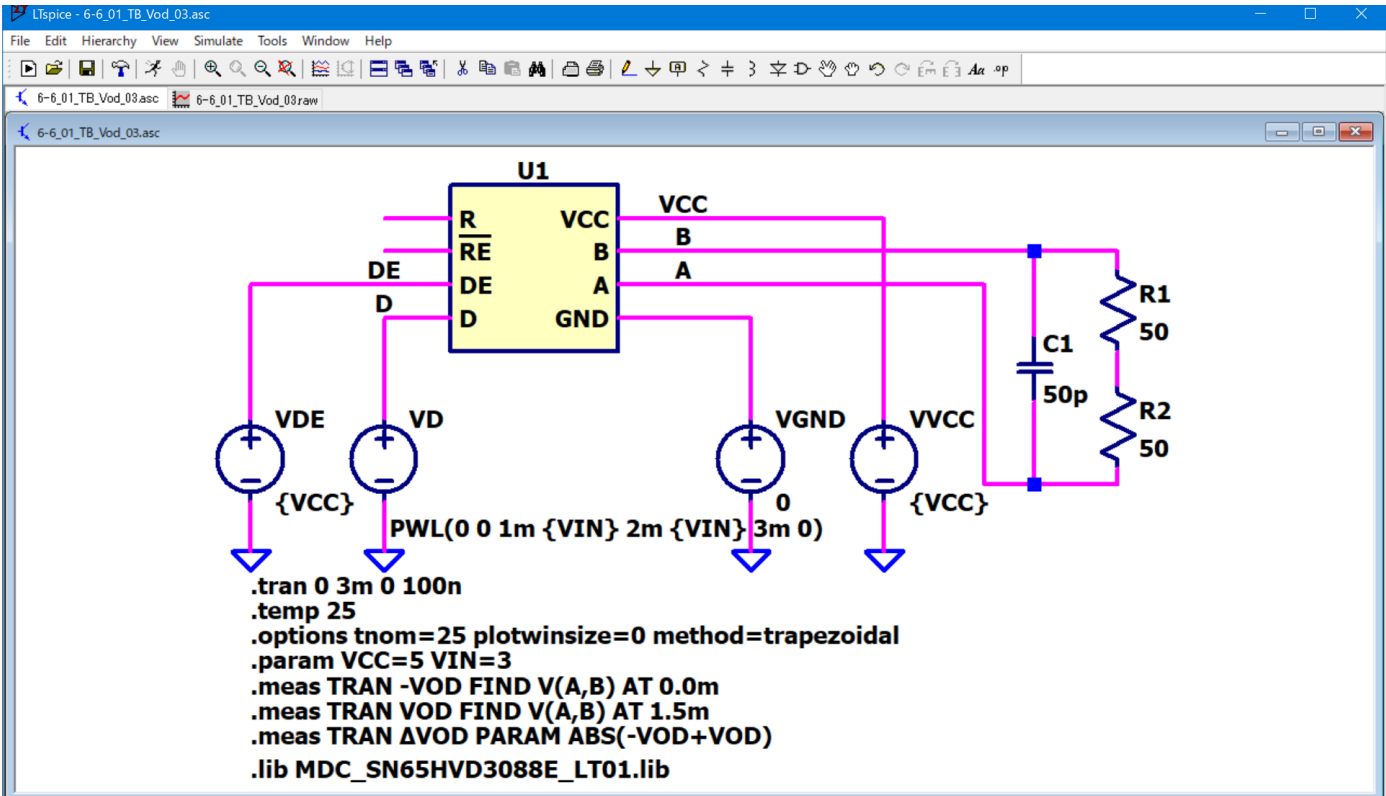 LTspice - 6-6_01_TB_Vod_03.asc
File Edit Hierarchy View Simulate Tools Window Help
Aa .op
6-6_01_TB_Vod_03.asc 6-6_01_TB_Vod_03.raw
6-6_01_TB_Vod_03.asc
U1
R VCC VCC
RE B B
DE DE A A
D D GND
R1
50
C1
50p
R2
50
VDE VD VGND VVCC
{VCC} 0 {VCC}
PWL(0 0 1m {VIN} 2m {VIN} 3m 0)
.tran 0 3m 0 100n
.temp 25
.options tnom=25 plotwinsize=0 method=trapezoidal
.param VCC=5 VIN=3
.meas TRAN -VOD FIND V(A,B) AT 0.0m
.meas TRAN VOD FIND V(A,B) AT 1.5m
.meas TRAN ΔVOD PARAM ABS(-VOD+VOD)
.lib MDC_SN65HVD3088E_LT01.lib